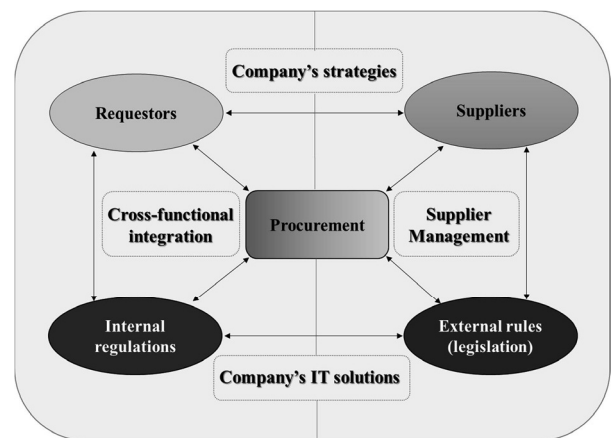 Company's strategies
Requestors
Suppliers
Cross-functional
integration
Procurement
Supplier
Management
Internal
regulations
External rules
(legislation)
Company's IT solutions